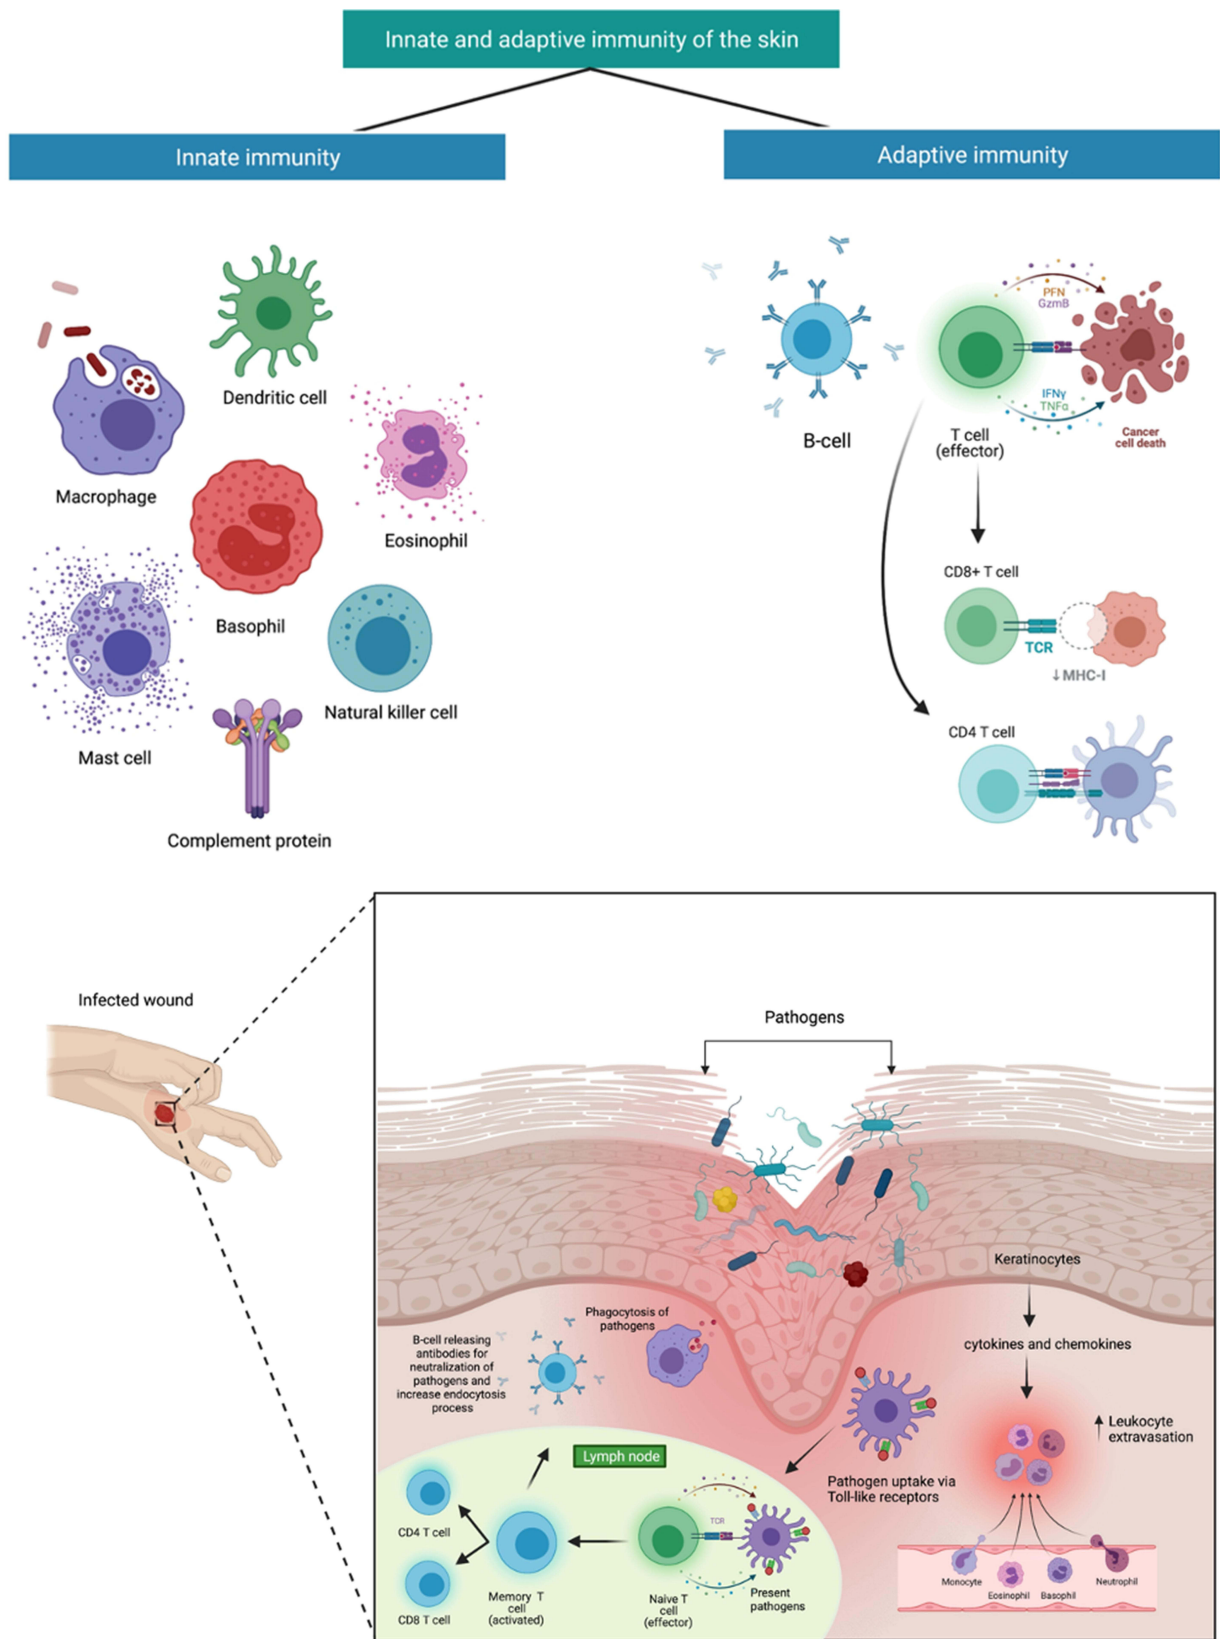 Innate and adaptive immunity of the skin
Innate immunity
Adaptive immunity
Dendritic cell
Macrophage
Eosinophil
Basophil
Mast cell
Natural killer cell
Complement protein
B-cell
PFN
GzmB
IFNγ
TNFα
T cell
(effector)
Cancer
cell death
CD8+ T cell
TCR
↓MHC-I
CD4 T cell
Infected wound
Pathogens
Keratinocytes
cytokines and chemokines
Leukocyte
extravasation
Phagocytosis of
pathogens
B-cell releasing
antibodies for
neutralization of
pathogens and
increase endocytosis
process
Pathogen uptake via
Toll-like receptors
Lymph node
CD4 T cell
CD8 T cell
Memory T
cell
(activated)
TCR
Naive T
cell
(effector)
Present
pathogens
Monocyte
Eosinophil
Basophil
Neutrophil